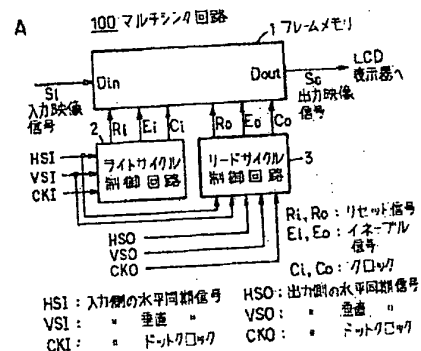 A
100 マルチシンク回路
1 フレームメモリ
Si
入力映像
信号
Din
Dout
So
出力映像
信号
LCD
表示器へ
Ri
Ei
Ci
Ro
Eo
Co
2
ライトサイクル
制御回路
リードサイクル
制御回路
3
HSI
VSI
CKI
HSO
VSO
CKO
Ri, Ro : リセット信号
Ei, Eo : イネーブル
信号
Ci, Co : クロック
HSI : 入力側の水平同期信号
VSI : 〃 垂直 〃
CKI : 〃 ドットクロック
HSO : 出力側の水平同期信号
VSO : 〃 垂直 〃
CKO : 〃 ドットクロック